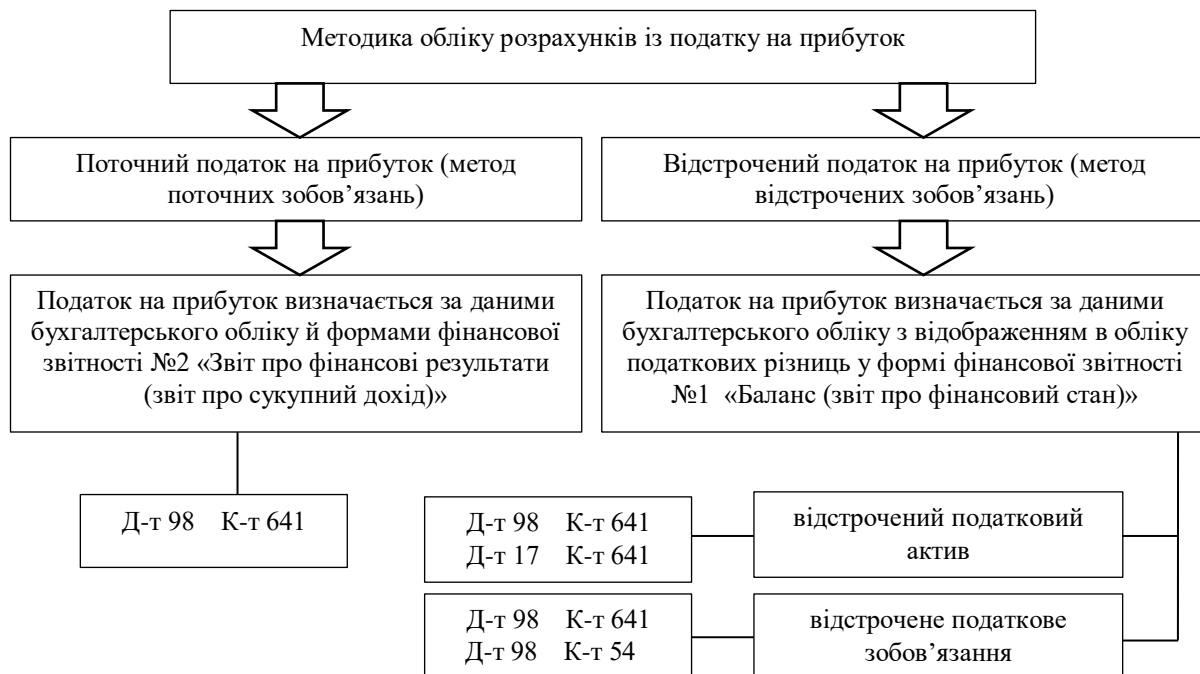 Методика обліку розрахунків із податку на прибуток
Поточний податок на прибуток (метод
поточних зобов’язань)
Відстрочений податок на прибуток (метод
відстрочених зобов’язань)
Податок на прибуток визначається за даними
бухгалтерського обліку й формами фінансової
звітності №2 «Звіт про фінансові результати
(звіт про сукупний дохід)»
Податок на прибуток визначається за даними
бухгалтерського обліку з відображенням в обліку
податкових різниць у формі фінансової звітності
№1 «Баланс (звіт про фінансовий стан)»
Д-т 98 К-т 641
Д-т 98 К-т 641
Д-т 17 К-т 641
відстрочений податковий
актив
Д-т 98 К-т 641
Д-т 98 К-т 54
відстрочене податкове
зобов’язання